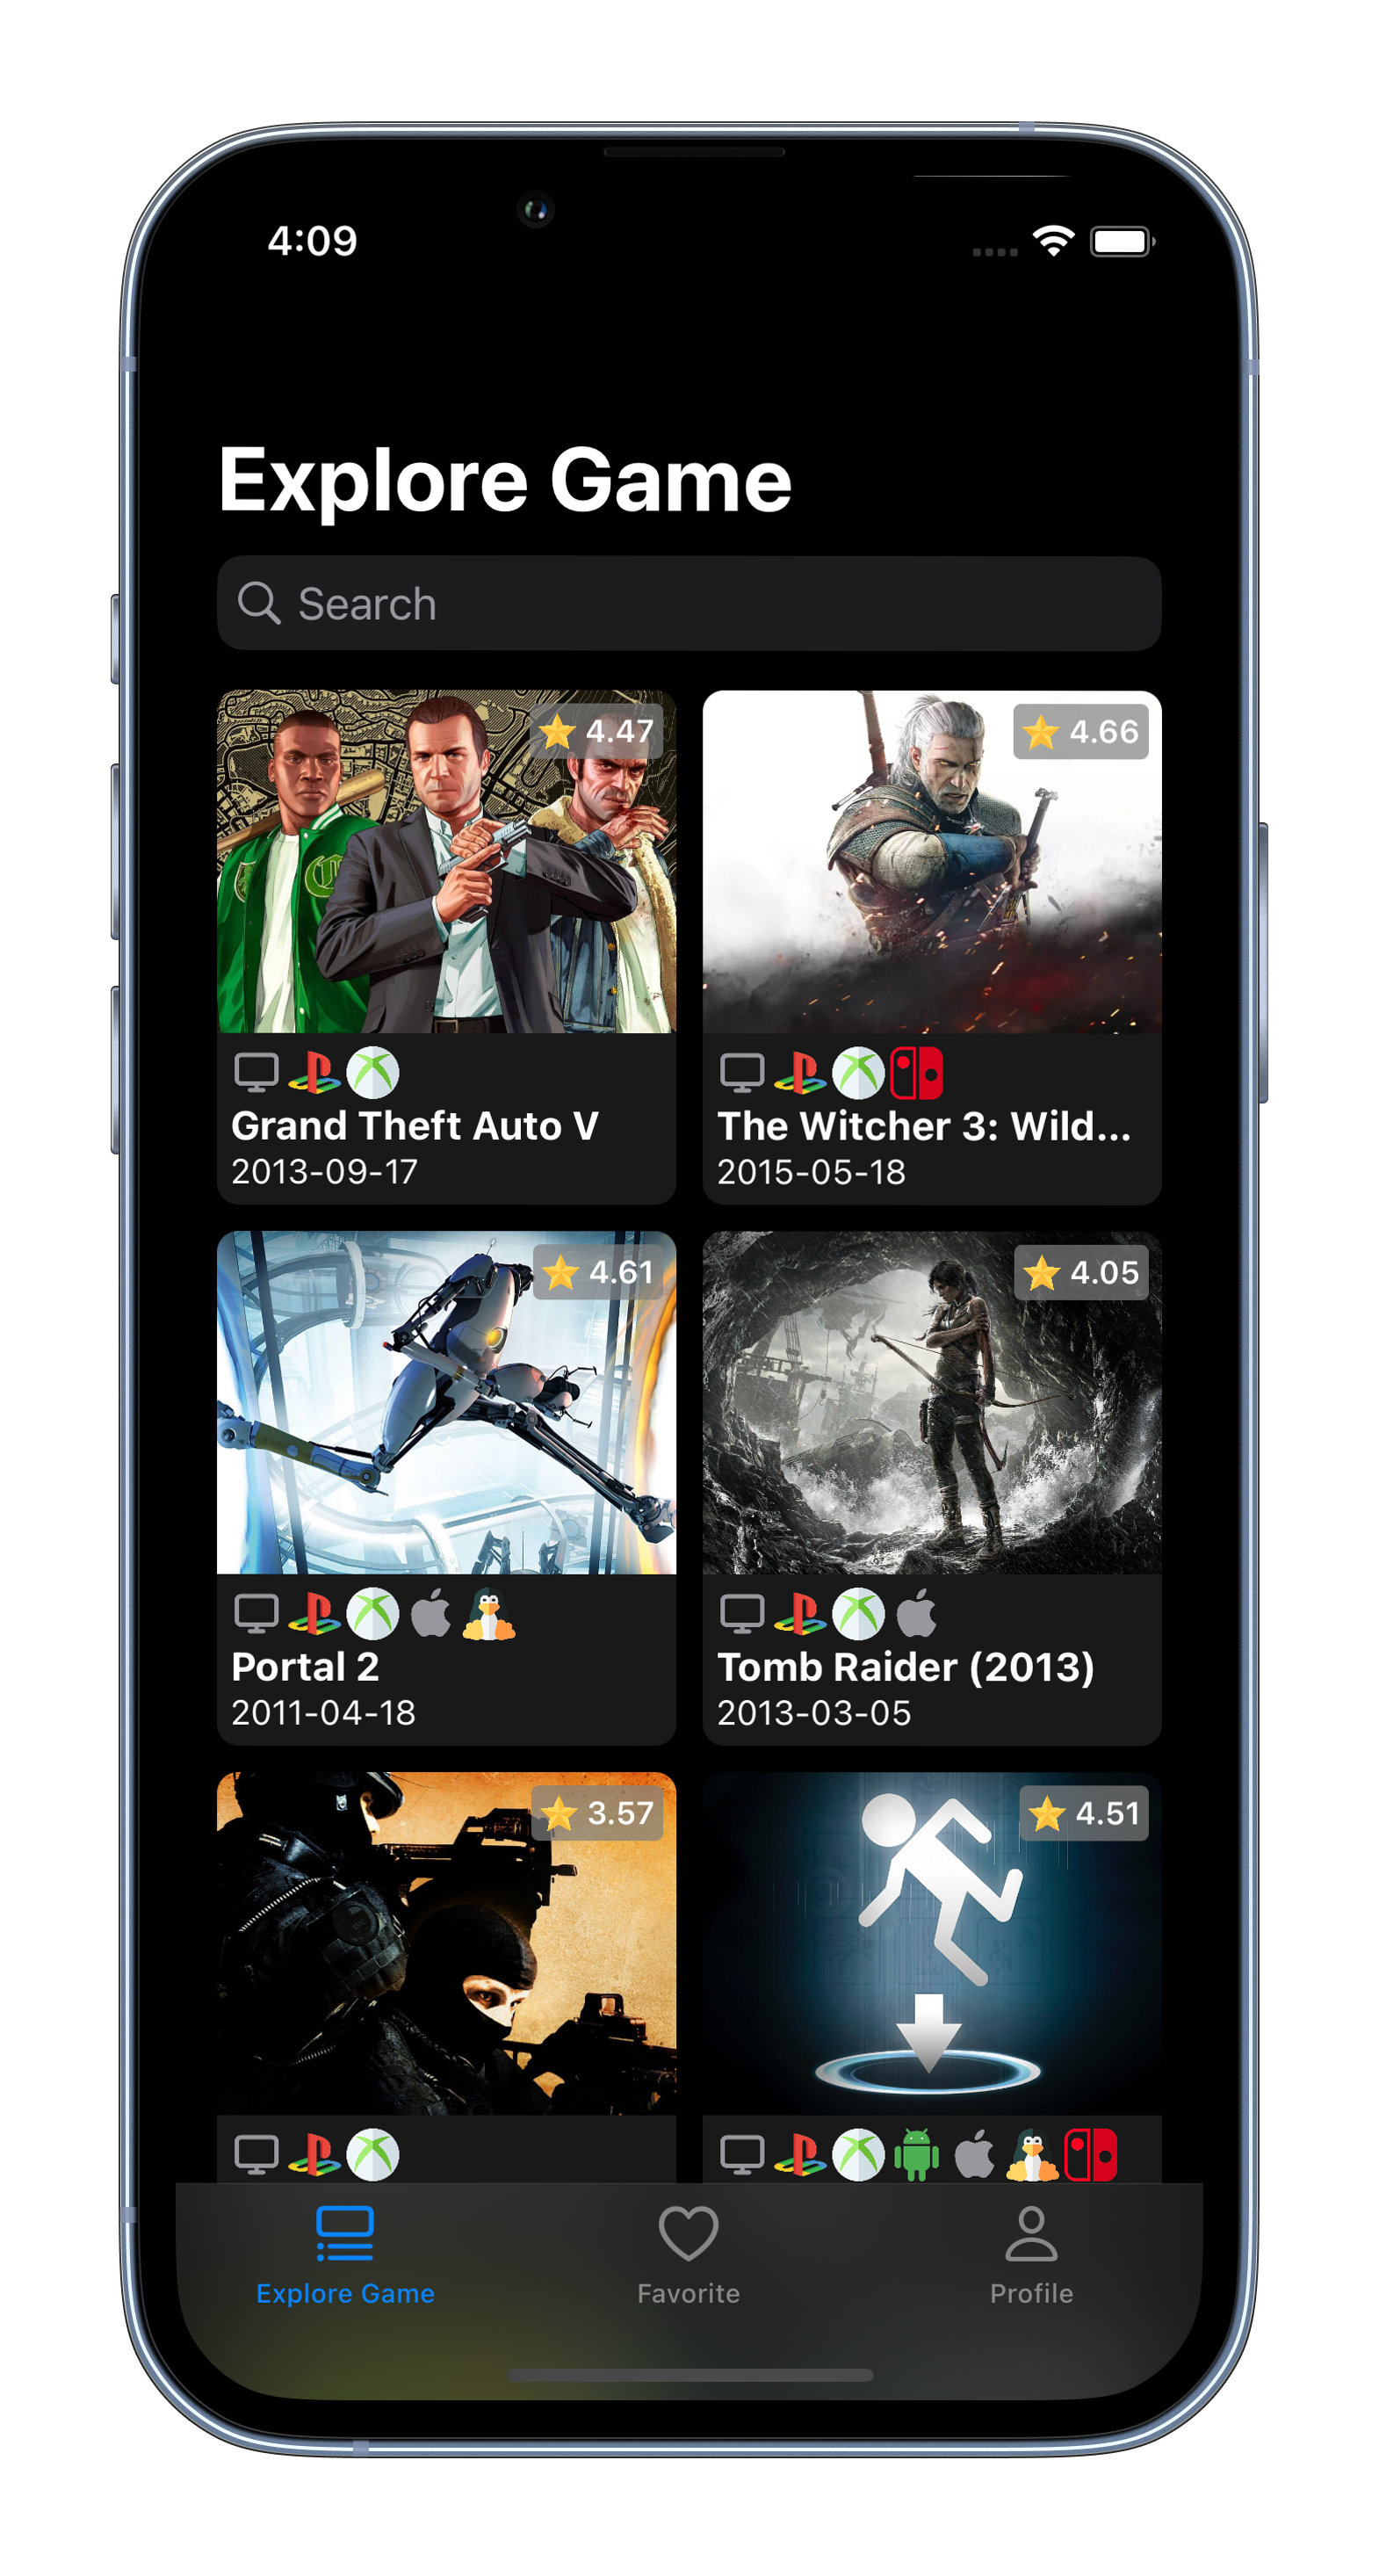 4:09
Explore Game
Search
4.47
4.66
Grand Theft Auto V
The Witcher 3: Wild...
2013-09-17
2015-05-18
4.61
4.05
Portal 2
Tomb Raider (2013)
2011-04-18
2013-03-05
3.57
4.51
Explore Game
Favorite
Profile